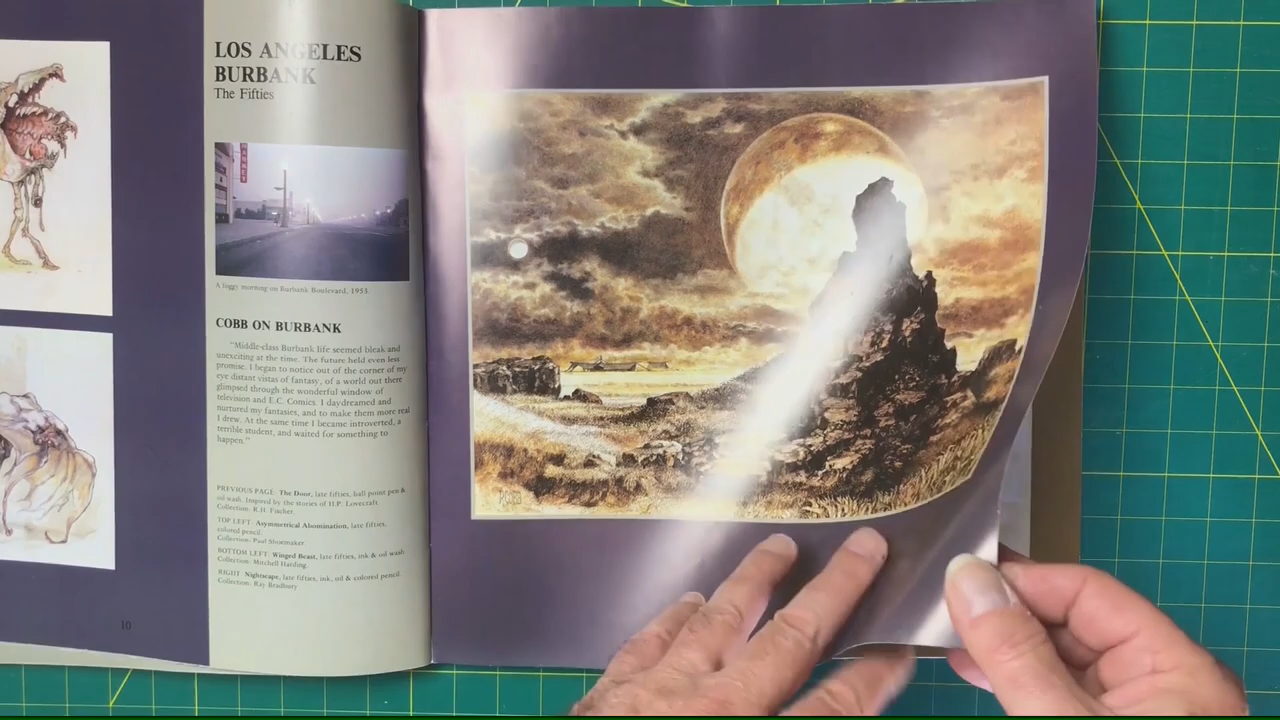 LOS ANGELES
BURBANK
The Fifties
MARKET
A foggy morning on Burbank Boulevard, 1953.
COBB ON BURBANK
"Middle-class Burbank life seemed bleak and
unexciting at the time. The future held even less
promise. I began to notice out of the corner of my
eye distant vistas of fantasy, of a world out there
glimpsed through the wonderful window of
television and E.C. Comics. I daydreamed and
nurtured my fantasies, and to make them more real
I drew. At the same time I became introverted, a
terrible student, and waited for something to
happen."
PREVIOUS PAGE: The Door, late fifties, ball point pen &
oil wash. Inspired by the stories of H.P. Lovecraft.
Collection: R.H. Fischer.
TOP LEFT: Asymmetrical Abomination, late fifties,
colored pencil.
Collection: Paul Shoemaker
BOTTOM LEFT: Winged Beast, late fifties, ink & oil wash.
Collection: Mitchell Harding.
RIGHT: Nightscape, late fifties, ink, oil & colored pencil.
Collection: Ray Bradbury
10